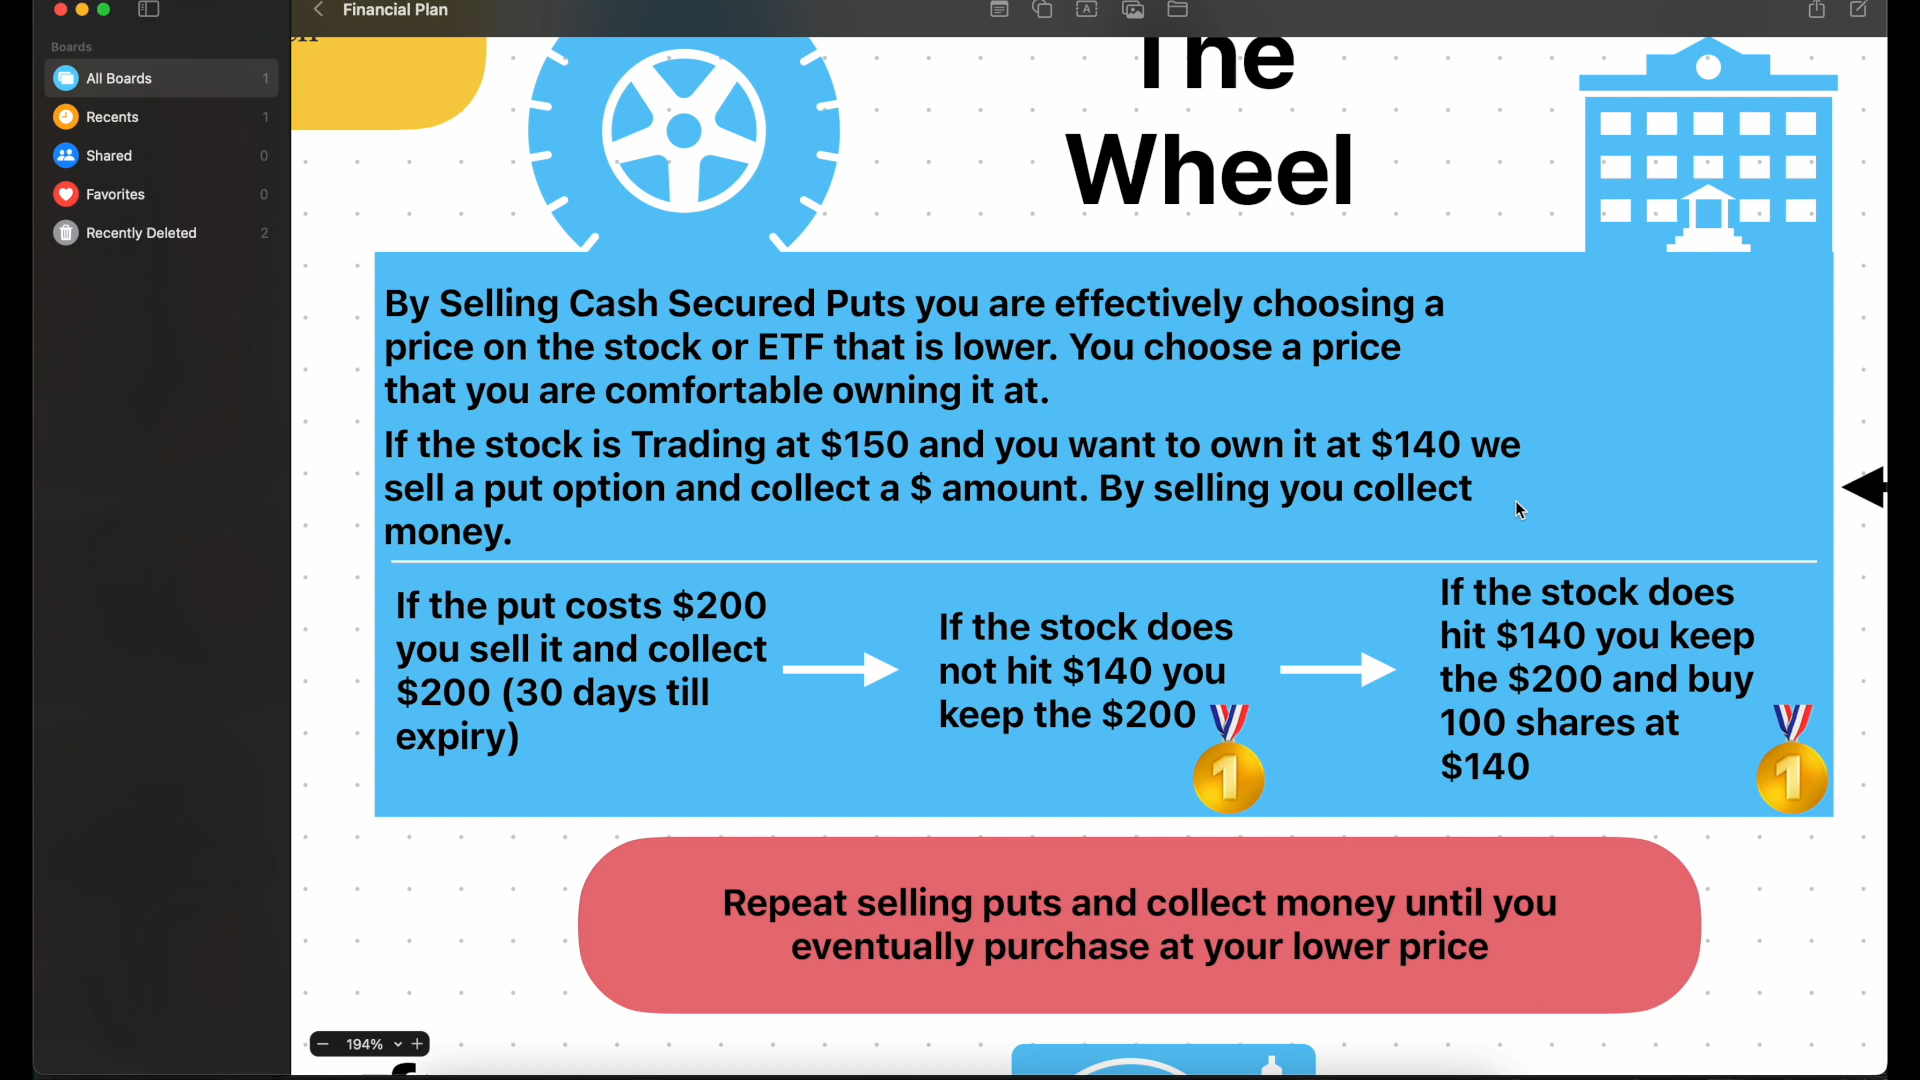 Financial Plan
Boards
All Boards 1
Recents 1
Shared 0
Favorites 0
Recently Deleted 2
The
Wheel
By Selling Cash Secured Puts you are effectively choosing a
price on the stock or ETF that is lower. You choose a price
that you are comfortable owning it at.
If the stock is Trading at $150 and you want to own it at $140 we
sell a put option and collect a $ amount. By selling you collect
money.
If the put costs $200
you sell it and collect
$200 (30 days till
expiry)
If the stock does
not hit $140 you
keep the $200
1
If the stock does
hit $140 you keep
the $200 and buy
100 shares at
$140
1
Repeat selling puts and collect money until you
eventually purchase at your lower price
194%